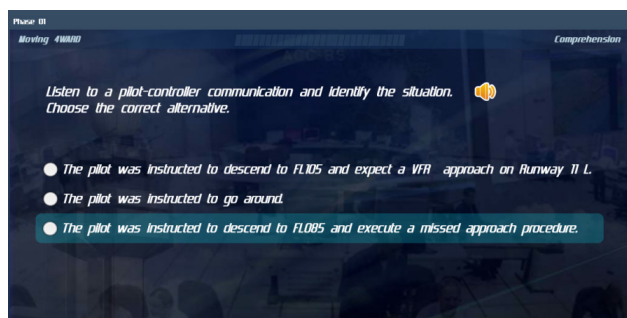 Phase 01
Moving 4WARD
Comprehension
ACCESS
Listen to a pilot-controller communication and identify the situation.
Choose the correct alternative.
The pilot was instructed to descend to FL105 and expect a VFR approach on Runway 11 L.
The pilot was instructed to go around.
The pilot was instructed to descend to FL085 and execute a missed approach procedure.